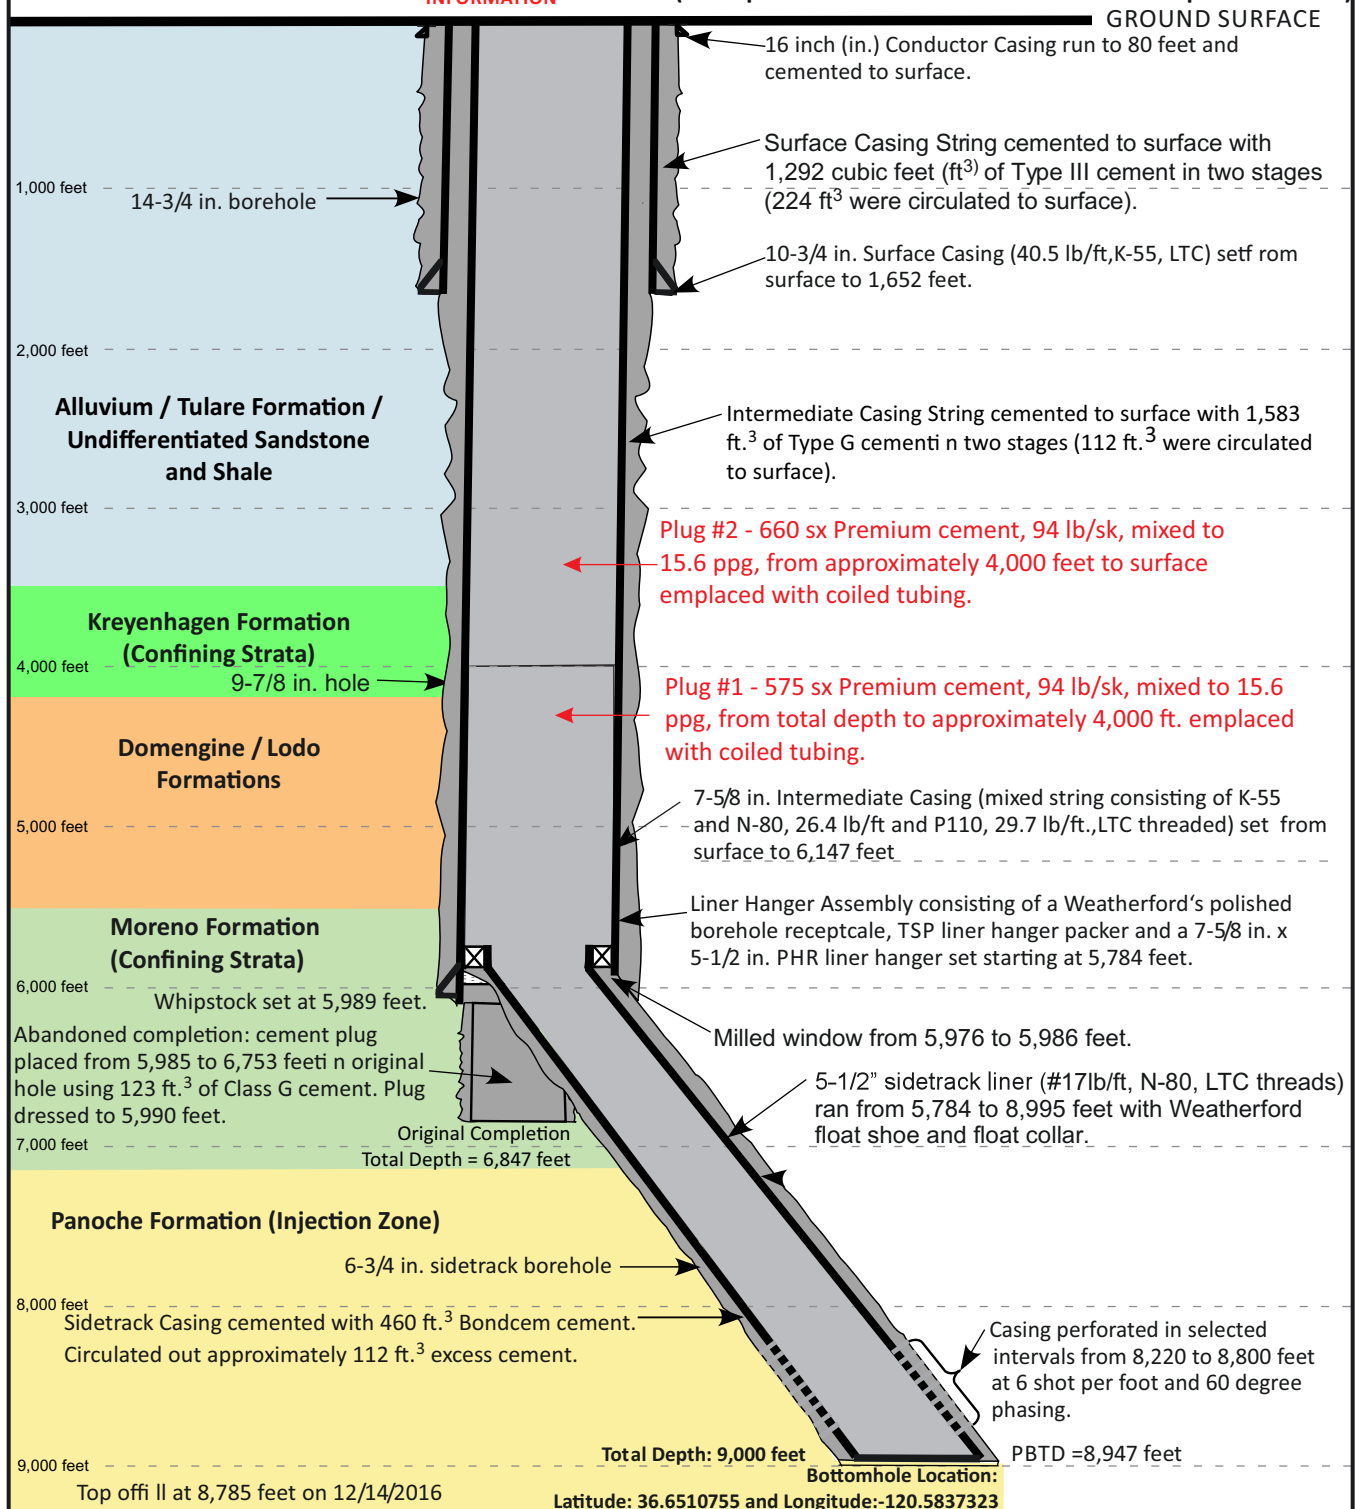 INFORMATION
GROUND SURFACE
16 inch (in.) Conductor Casing run to 80 feet and
cemented to surface.
Surface Casing String cemented to surface with
1,292 cubic feet (ft³⁾ of Type III cement in two stages
(224 ft³ were circulated to surface).
1,000 feet
14-3/4 in. borehole
10-3/4 in. Surface Casing (40.5 lb/ft,K-55, LTC) setf rom
surface to 1,652 feet.
2,000 feet
Alluvium / Tulare Formation /
Undifferentiated Sandstone
and Shale
Intermediate Casing String cemented to surface with 1,583
ft.³ of Type G cementi n two stages (112 ft.³ were circulated
to surface).
3,000 feet
Plug #2 - 660 sx Premium cement, 94 lb/sk, mixed to
15.6 ppg, from approximately 4,000 feet to surface
emplaced with coiled tubing.
Kreyenhagen Formation
(Confining Strata)
4,000 feet
9-7/8 in. hole
Plug #1 - 575 sx Premium cement, 94 lb/sk, mixed to 15.6
ppg, from total depth to approximately 4,000 ft. emplaced
with coiled tubing.
Domengine / Lodo
Formations
7-5/8 in. Intermediate Casing (mixed string consisting of K-55
and N-80, 26.4 lb/ft and P110, 29.7 lb/ft.,LTC threaded) set from
surface to 6,147 feet
5,000 feet
Liner Hanger Assembly consisting of a Weatherford's polished
borehole receptcale, TSP liner hanger packer and a 7-5/8 in. x
5-1/2 in. PHR liner hanger set starting at 5,784 feet.
Moreno Formation
(Confining Strata)
6,000 feet
Whipstock set at 5,989 feet.
Milled window from 5,976 to 5,986 feet.
Abandoned completion: cement plug
placed from 5,985 to 6,753 feeti n original
hole using 123 ft.³ of Class G cement. Plug
dressed to 5,990 feet.
5-1/2" sidetrack liner (#17lb/ft, N-80, LTC threads)
ran from 5,784 to 8,995 feet with Weatherford
float shoe and float collar.
Original Completion
Total Depth = 6,847 feet
7,000 feet
Panoche Formation (Injection Zone)
6-3/4 in. sidetrack borehole
8,000 feet
Sidetrack Casing cemented with 460 ft.³ Bondcem cement.
Circulated out approximately 112 ft.³ excess cement.
Casing perforated in selected
intervals from 8,220 to 8,800 feet
at 6 shot per foot and 60 degree
phasing.
Total Depth: 9,000 feet
PBTD =8,947 feet
9,000 feet
Bottomhole Location:
Top offi ll at 8,785 feet on 12/14/2016
Latitude: 36.6510755 and Longitude:-120.5837323